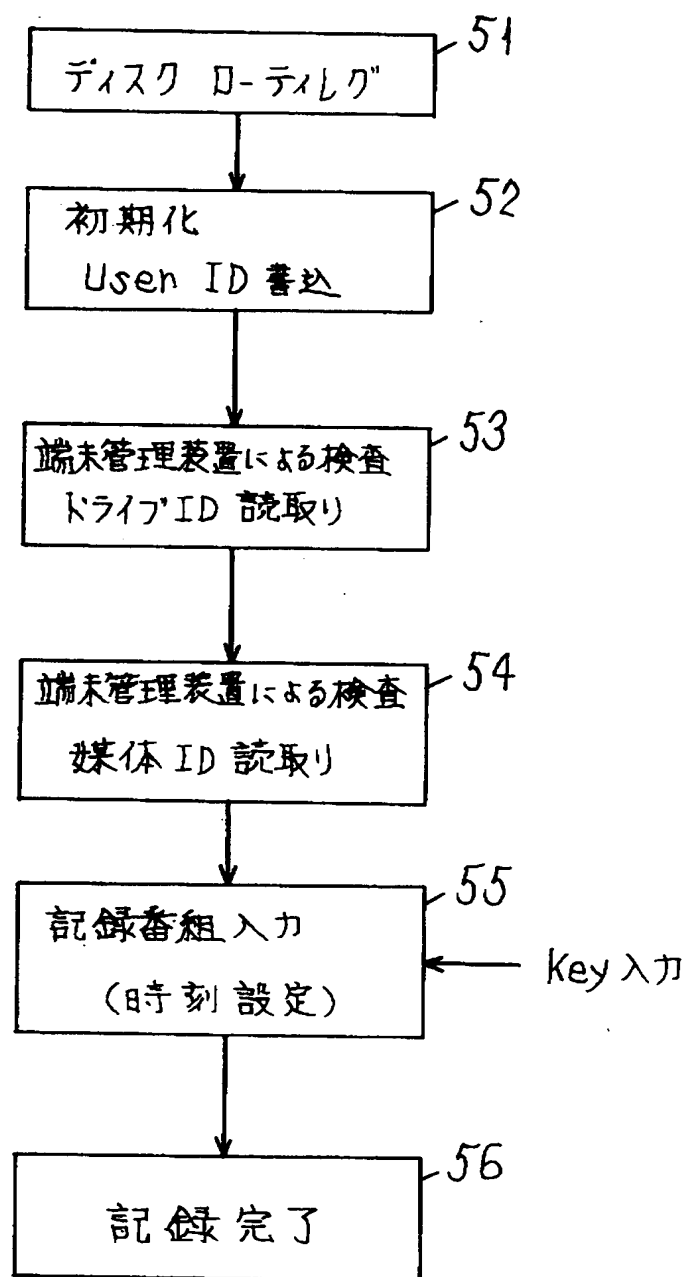 51
ディスク ローディング
52
初期化
User ID 書込
53
端末管理装置による検査
ドライブID 読取り
54
端末管理装置による検査
媒体ID 読取り
55
記録番組入力
(時刻設定)
Key入力
56
記録完了